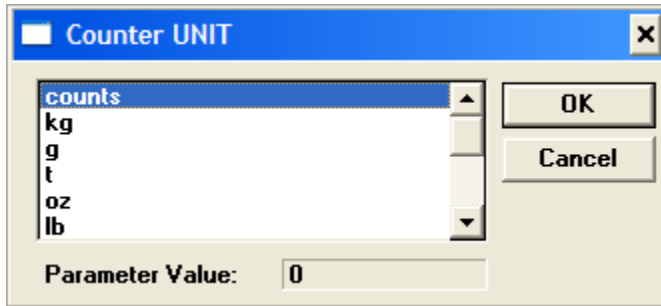 Counter UNIT
counts
kg
g
t
oz
lb
OK
Cancel
Parameter Value: 0